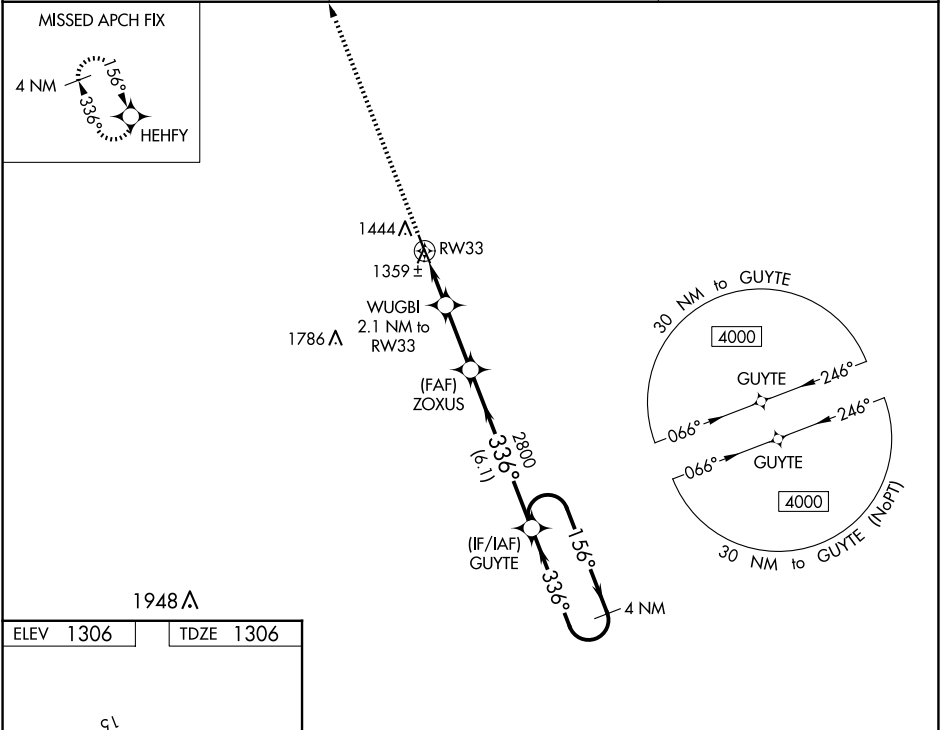 MISSED APCH FIX
4 NM
156°
336°
HEHFY
1444
RW33
1359 ±
WUGBI
2.1 NM to
RW33
1786
(FAF)
ZOXUS
2800
336°
(6.1)
(IF/IAF)
GUYTE
156°
336°
4 NM
30 NM to GUYTE
4000
GUYTE
246°
066°
246°
066°
GUYTE
4000
30 NM to GUYTE (NoPT)
1948
ELEV 1306
TDZE 1306
15